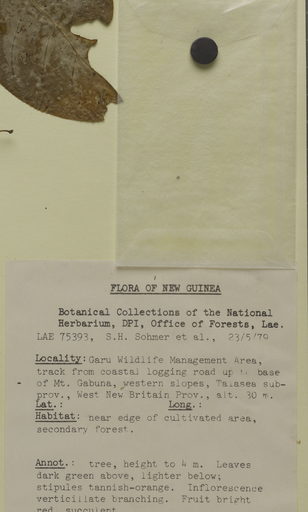 FLORA OF NEW GUINEA
Botanical Collections of the National
Herbarium, DPI, Office of Forests, Lae.
LAE 75393, S.H. Sohmer et al., 23/5/79
Locality: Garu Wildlife Management Area,
track from coastal logging road up to base
of Mt. Gabuna, western slopes, Talasea sub-
prov., West New Britain Prov., alt. 30 m.
Lat.: Long.:
Habitat: near edge of cultivated area,
secondary forest.
Annot.: tree, height to 4 m. Leaves
dark green above, lighter below;
stipules tannish-orange. Inflorescence
verticillate branching. Fruit bright
red, succulent